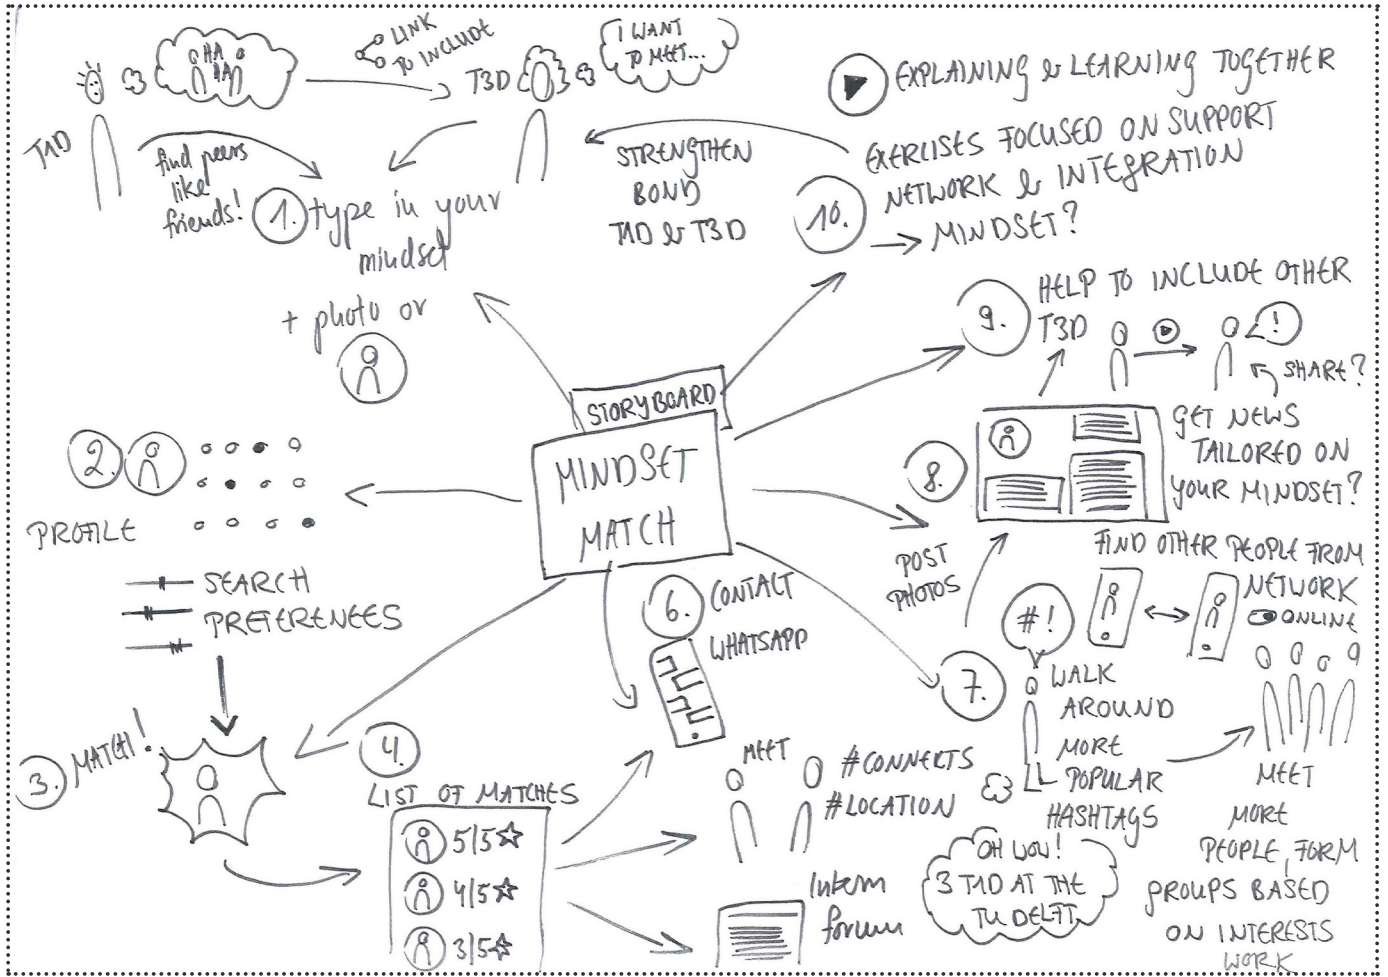 T1D
HA
HA
LINK
TO INCLUDE
T3D
I WANT
TO MEET...
find peers
like
friends!
1. type in your
mindset
+ photo or
STRENGTHEN
BOND
T1D & T3D
EXPLAINING & LEARNING TOGETHER
EXERCISES FOCUSED ON SUPPORT
NETWORK & INTEGRATION
10.
→ MINDSET?
STORYBOARD
MINDSET
MATCH
2.
PROFILE
SEARCH
PREFERENEES
3. MATCH!
4.
LIST OF MATCHES
5/5☆
4/5☆
3/5☆
6. CONTACT
WHATSAPP
MEET
#CONNECTS
#LOCATION
Intern
forum
7.
#!
WALK
AROUND
MORE
POPULAR
HASHTAGS
OH WOW!
3 T1D AT THE
TU DELFT
MEET
MORE
PEOPLE, FORM
GROUPS BASED
ON INTERESTS
WORK
8.
POST
PHOTOS
GET NEWS
TAILORED ON
YOUR MINDSET?
FIND OTHER PEOPLE FROM
NETWORK
ONLINE
9.
HELP TO INCLUDE OTHER
T3D
!
SHARE?